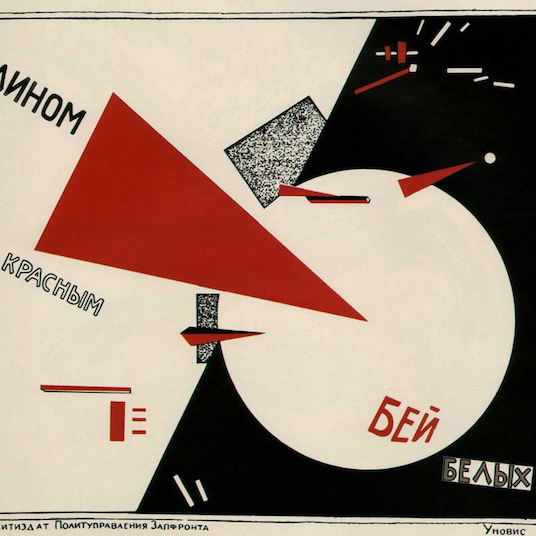 ЛИНОМ
КРАСНЫМ
БЕЙ
БЕЛЫХ
ИТИЗДАТ ПОЛИТУПРАВЛЕНИЯ ЗАПФРОНТА
УНОВИС